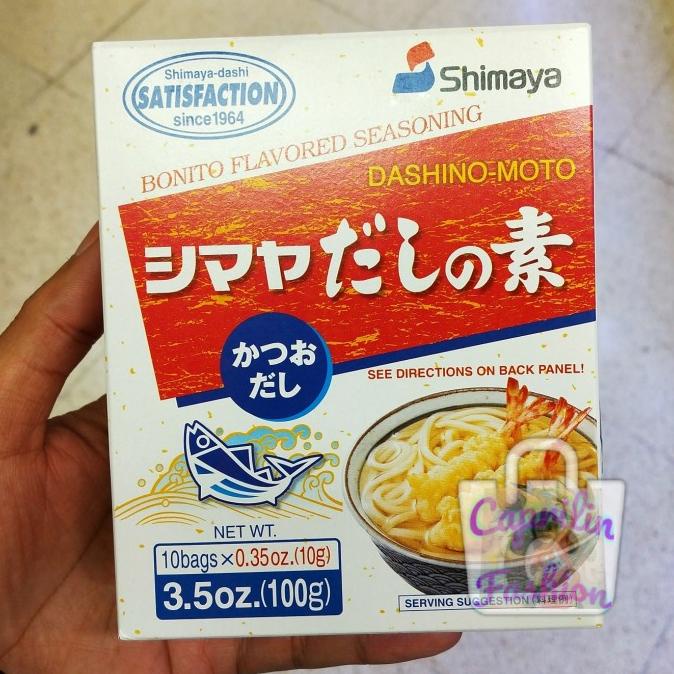 Shimaya-dashi
SATISFACTION
since1964
Shimaya
BONITO FLAVORED SEASONING
DASHINO-MOTO
シマヤだしの素
かつお
だし
SEE DIRECTIONS ON BACK PANEL!
NET WT.
10bags×0.35oz.(10g)
3.5oz.(100g)
SERVING SUGGESTION (料理例)
Cagnolin
Fashion